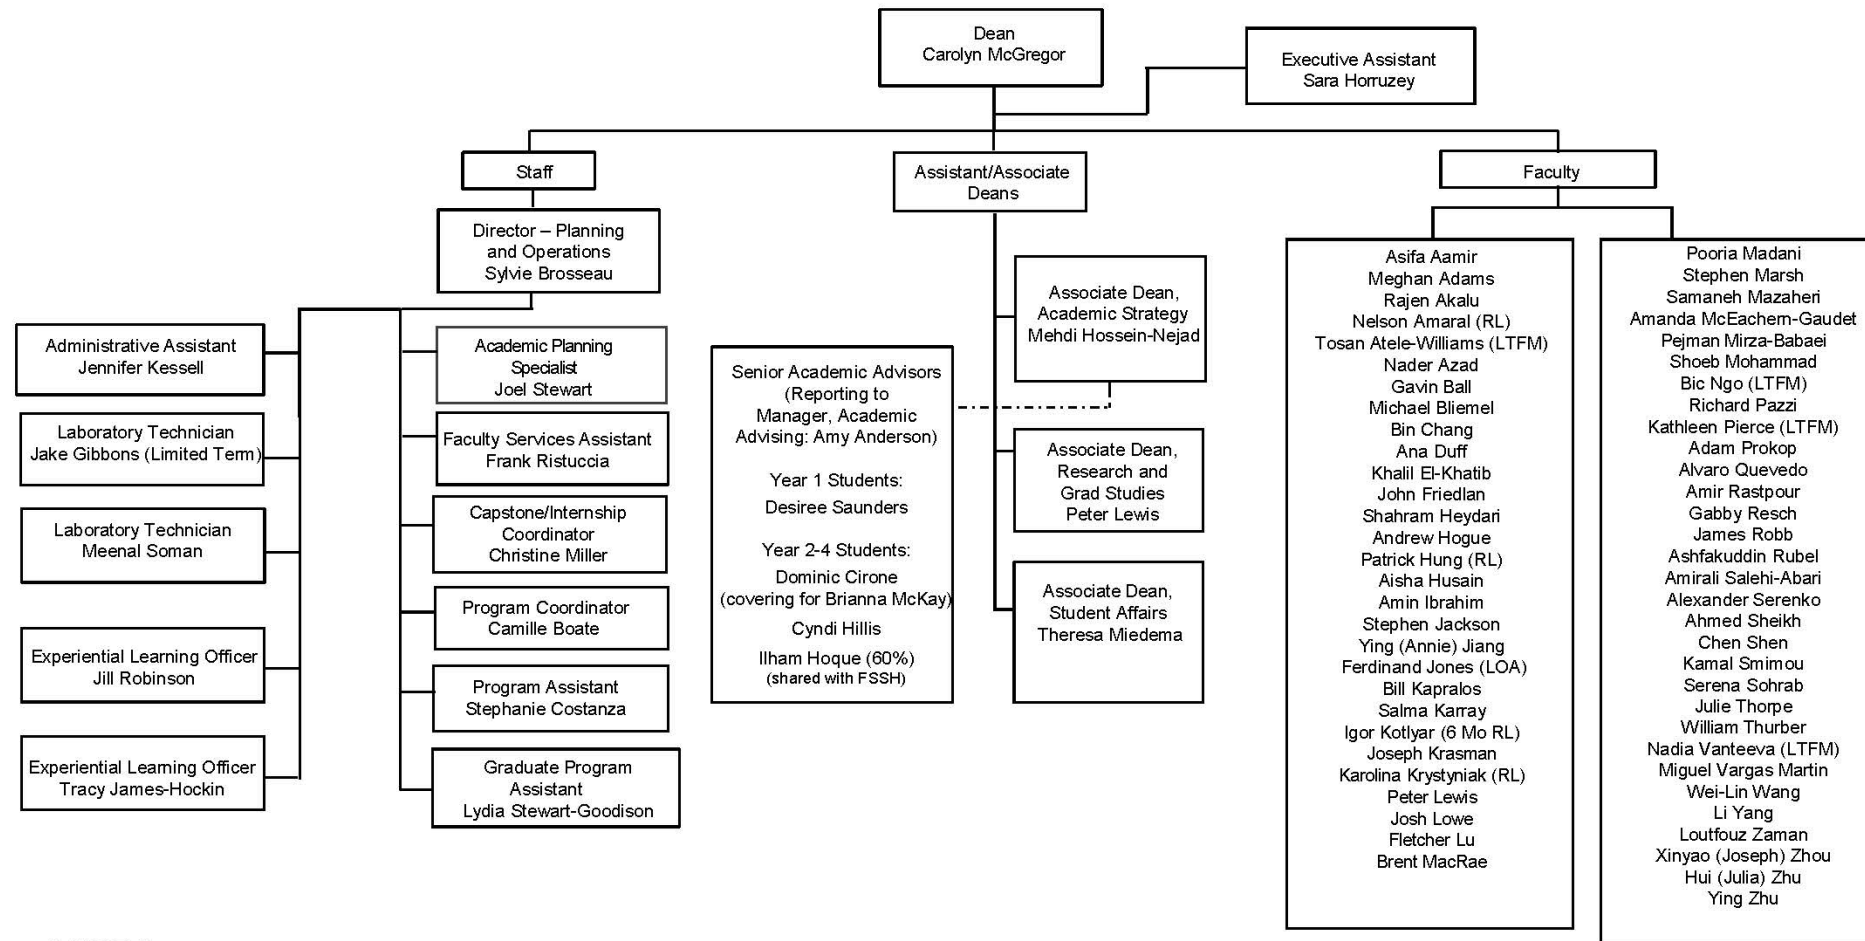 Dean
Carolyn McGregor
Executive Assistant
Sara Horruzey
Staff
Assistant/Associate
Deans
Faculty
Director – Planning
and Operations
Sylvie Brosseau
Administrative Assistant
Jennifer Kessell
Laboratory Technician
Jake Gibbons (Limited Term)
Laboratory Technician
Meenal Soman
Experiential Learning Officer
Jill Robinson
Experiential Learning Officer
Tracy James-Hockin
Academic Planning
Specialist
Joel Stewart
Faculty Services Assistant
Frank Ristuccia
Capstone/Internship
Coordinator
Christine Miller
Program Coordinator
Camille Boate
Program Assistant
Stephanie Costanza
Graduate Program
Assistant
Lydia Stewart-Goodison
Senior Academic Advisors
(Reporting to
Manager, Academic
Advising: Amy Anderson)
Year 1 Students:
Desiree Saunders
Year 2-4 Students:
Dominic Cirone
(covering for Brianna McKay)
Cyndi Hillis
Ilham Hoque (60%)
(shared with FSSH)
Associate Dean,
Academic Strategy
Mehdi Hossein-Nejad
Associate Dean,
Research and
Grad Studies
Peter Lewis
Associate Dean,
Student Affairs
Theresa Miedema
Asifa Aamir
Meghan Adams
Rajen Akalu
Nelson Amaral (RL)
Tosan Atele-Williams (LTFM)
Nader Azad
Gavin Ball
Michael Bliemel
Bin Chang
Ana Duff
Khalil El-Khatib
John Friedlan
Shahram Heydari
Andrew Hogue
Patrick Hung (RL)
Aisha Husain
Amin Ibrahim
Stephen Jackson
Ying (Annie) Jiang
Ferdinand Jones (LOA)
Bill Kapralos
Salma Karray
Igor Kotlyar (6 Mo RL)
Joseph Krasman
Karolina Krystyniak (RL)
Peter Lewis
Josh Lowe
Fletcher Lu
Brent MacRae
Pooria Madani
Stephen Marsh
Samaneh Mazaheri
Amanda McEachern-Gaudet
Pejman Mirza-Babaei
Shoeb Mohammad
Bic Ngo (LTFM)
Richard Pazzi
Kathleen Pierce (LTFM)
Adam Prokop
Alvaro Quevedo
Amir Rastpour
Gabby Resch
James Robb
Ashfakuddin Rubel
Amirali Salehi-Abari
Alexander Serenko
Ahmed Sheikh
Chen Shen
Kamal Smimou
Serena Sohrab
Julie Thorpe
William Thurber
Nadia Vanteeva (LTFM)
Miguel Vargas Martin
Wei-Lin Wang
Li Yang
Loutfouz Zaman
Xinyao (Joseph) Zhou
Hui (Julia) Zhu
Ying Zhu